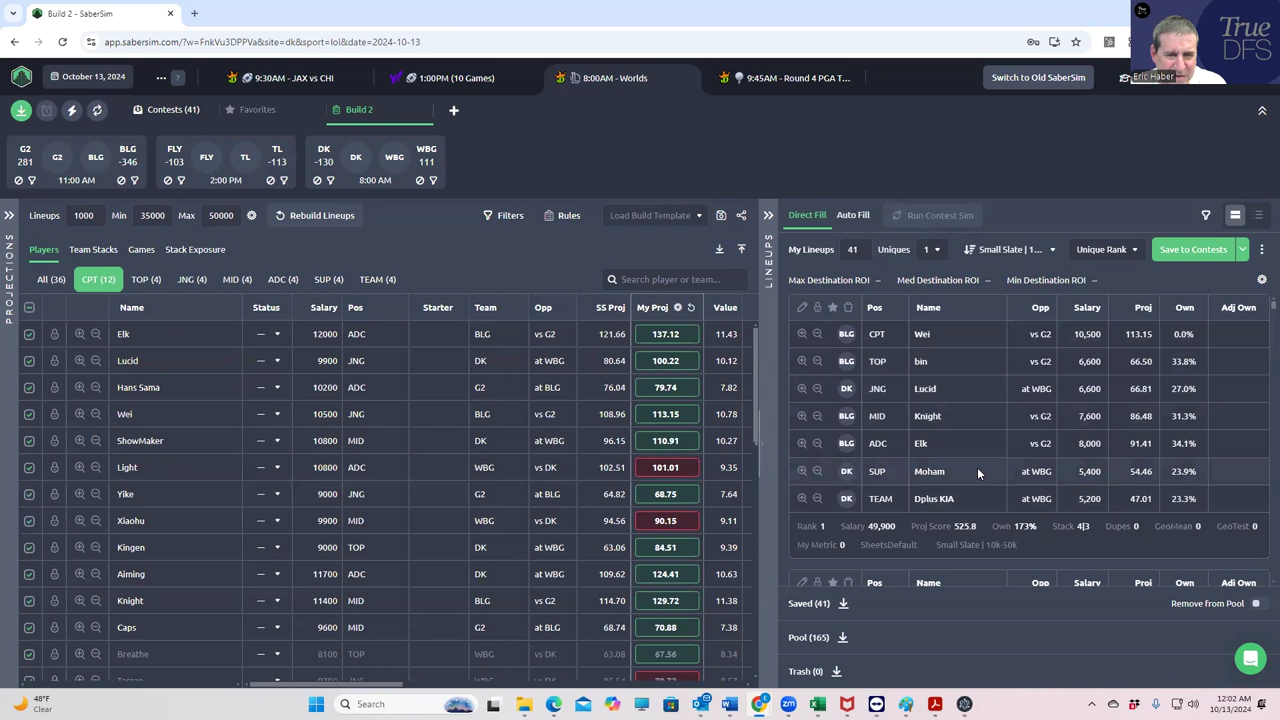 Build 2 - SaberSim
app.sabersim.com/?w=FnkVu3DPPVa&site=dk&sport=lol&date=2024-10-13
True
DFS
Eric Haber
October 13, 2024
... 7
9:30AM - JAX vs CHI
1:00PM (10 Games)
8:00AM - Worlds
9:45AM - Round 4 PGA T...
Switch to Old SaberSim
Contests (41)
Favorites
Build 2
G2 281 G2 BLG BLG -346
11:00 AM
FLY -103 FLY TL TL -113
2:00 PM
DK -130 DK WBG WBG 111
8:00 AM
Lineups 1000 Min 35000 Max 50000 Rebuild Lineups Filters Rules Load Build Template
Direct Fill Auto Fill Run Contest Sim
PROJECTIONS
LINEUPS
Players Team Stacks Games Stack Exposure
My Lineups 41 Uniques 1 Small Slate | 1... Unique Rank Save to Contests
All (36) CPT (12) TOP (4) JNG (4) MID (4) ADC (4) SUP (4) TEAM (4) Search player or team...
Max Destination ROI – Med Destination ROI – Min Destination ROI –
Name Status Salary Pos Starter Team Opp SS Proj My Proj Value
Elk — 12000 ADC BLG vs G2 121.66 137.12 11.43
Lucid — 9900 JNG DK at WBG 80.64 100.22 10.12
Hans Sama — 10200 ADC G2 at BLG 76.04 79.74 7.82
Wei — 10500 JNG BLG vs G2 108.96 113.15 10.78
ShowMaker — 10800 MID DK at WBG 96.15 110.91 10.27
Light — 10800 ADC WBG vs DK 102.51 101.01 9.35
Yike — 9000 JNG G2 at BLG 64.82 68.75 7.64
Xiaohu — 9900 MID WBG vs DK 94.56 90.15 9.11
Kingen — 9000 TOP DK at WBG 63.06 84.51 9.39
Aiming — 11700 ADC DK at WBG 109.62 124.41 10.63
Knight — 11400 MID BLG vs G2 114.70 129.72 11.38
Caps — 9600 MID G2 at BLG 68.74 70.88 7.38
Breathe — 8100 TOP WBG vs DK 63.08 67.56 8.34
Pos Name Opp Salary Proj Own Adj Own
BLG CPT Wei vs G2 10,500 113.15 0.0%
BLG TOP bin vs G2 6,600 66.50 33.8%
DK JNG Lucid at WBG 6,600 66.81 27.0%
BLG MID Knight vs G2 7,600 86.48 31.3%
BLG ADC Elk vs G2 8,000 91.41 34.1%
DK SUP Moham at WBG 5,400 54.46 23.9%
DK TEAM Dplus KIA at WBG 5,200 47.01 23.3%
Rank 1 Salary 49,900 Proj Score 525.8 Own 173% Stack 4|3 Dupes 0 GeoMean 0 GeoTest 0
My Metric 0 SheetsDefault Small Slate | 10k-50k
Pos Name Opp Salary Proj Own Adj Own
Saved (41)
Remove from Pool
Pool (165)
Trash (0)
48°F
Cloudy
Search
12:02 AM
10/13/2024